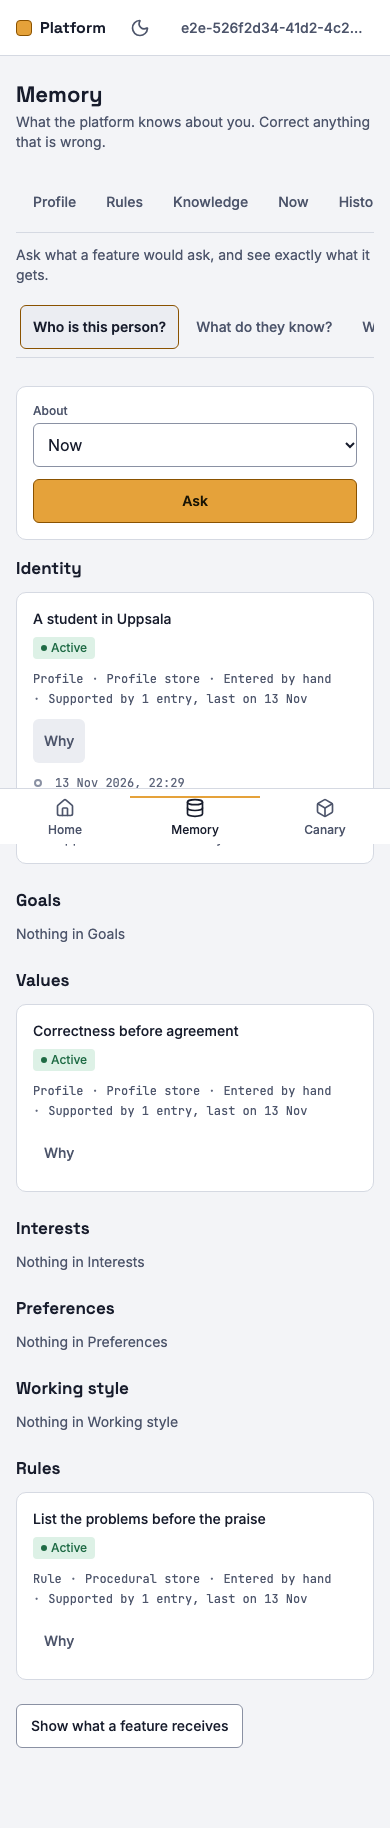 Platform
e2e-526f2d34-41d2-4c2...
Memory
What the platform knows about you. Correct anything
that is wrong.
Profile Rules Knowledge Now Histo
Ask what a feature would ask, and see exactly what it
gets.
Who is this person? What do they know? W
About
Now
Ask
Identity
A student in Uppsala
Active
Profile · Profile store · Entered by hand
· Supported by 1 entry, last on 13 Nov
Why
13 Nov 2026, 22:29
Home Memory Canary
Goals
Nothing in Goals
Values
Correctness before agreement
Active
Profile · Profile store · Entered by hand
· Supported by 1 entry, last on 13 Nov
Why
Interests
Nothing in Interests
Preferences
Nothing in Preferences
Working style
Nothing in Working style
Rules
List the problems before the praise
Active
Rule · Procedural store · Entered by hand
· Supported by 1 entry, last on 13 Nov
Why
Show what a feature receives